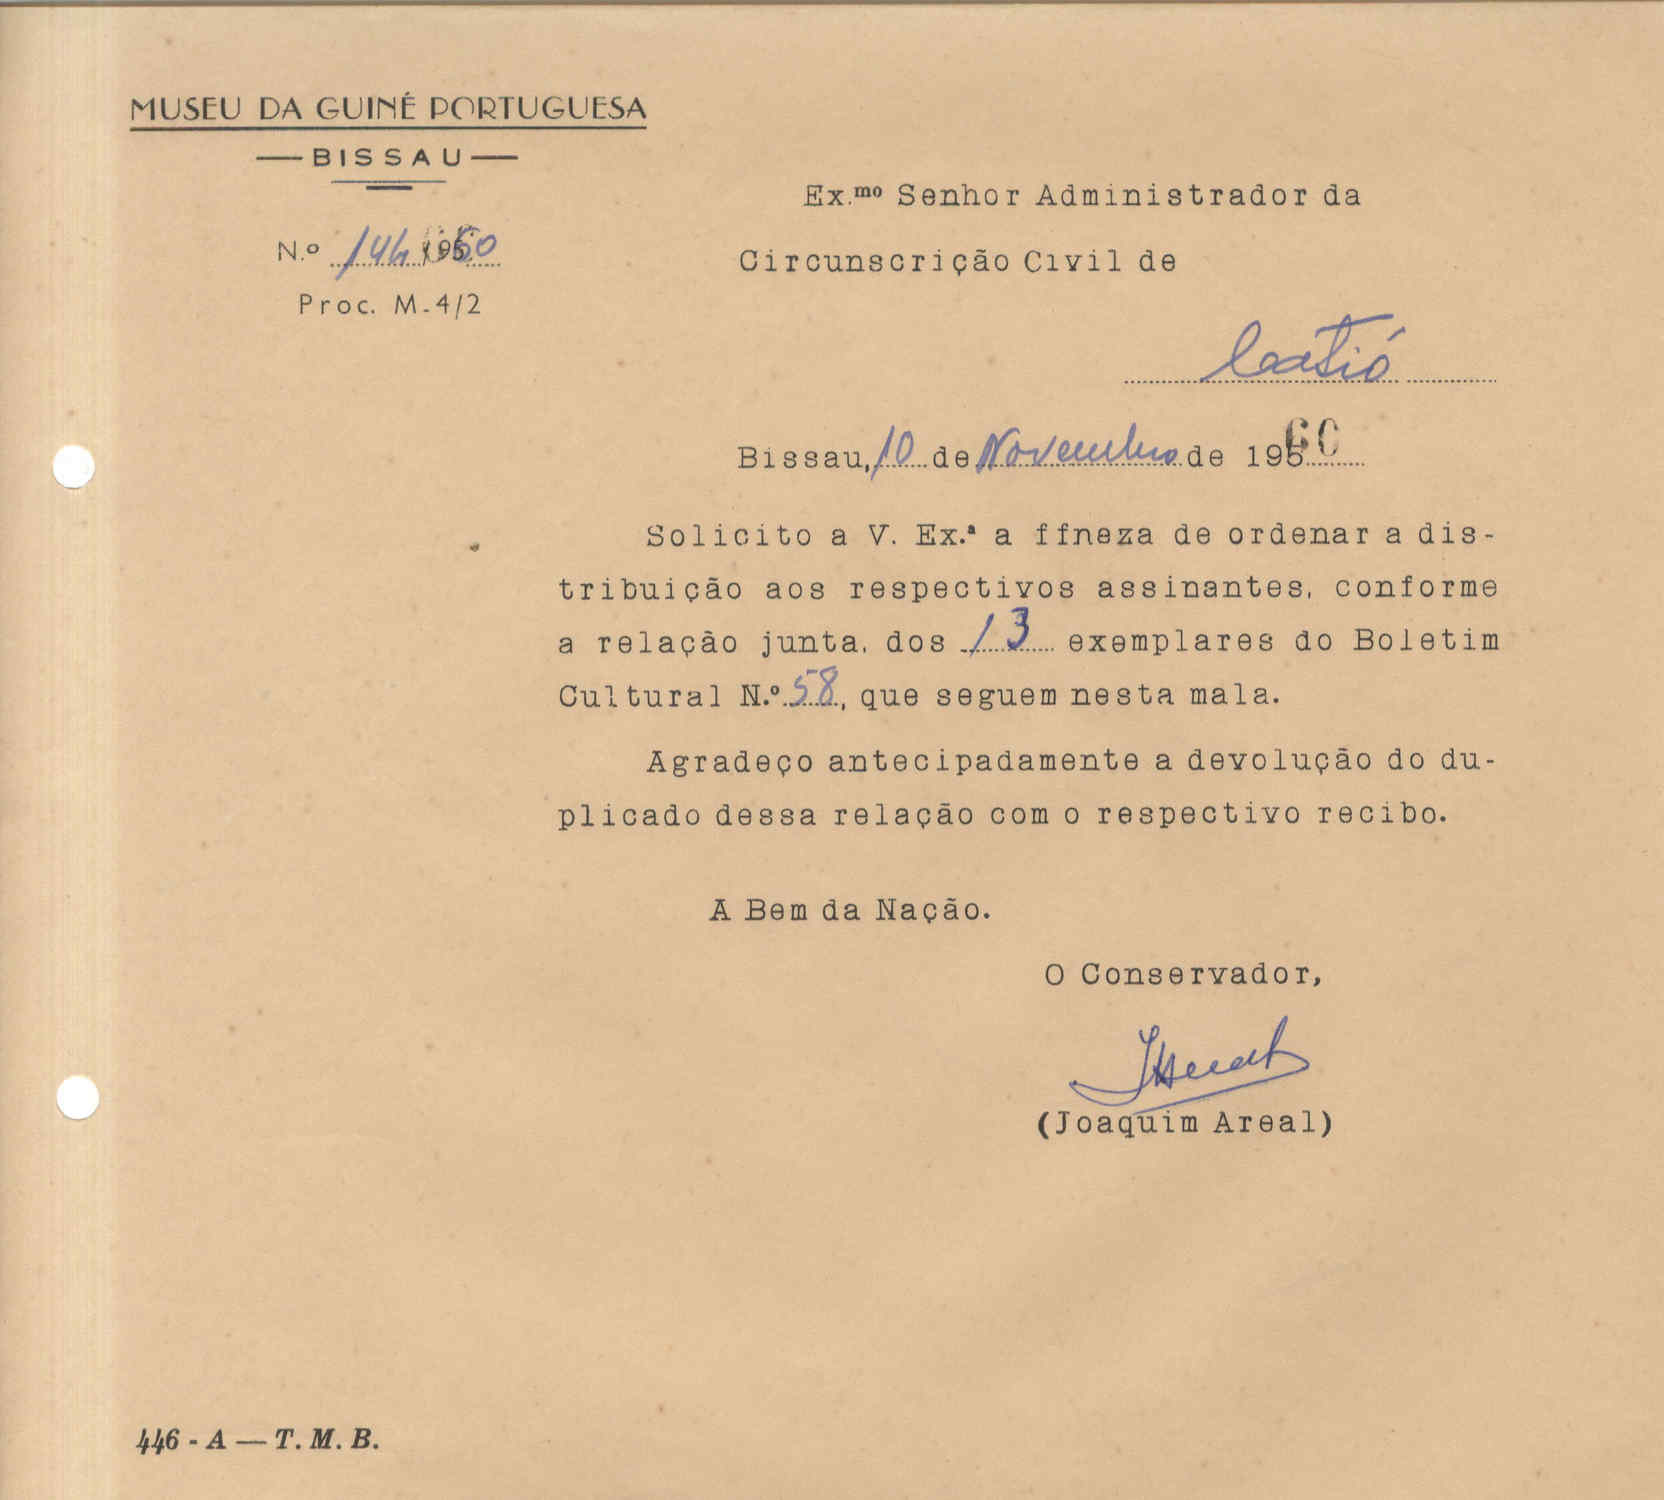 MUSEU DA GUINÉ PORTUGUESA
— BISSAU —
N.º 144/1960
Proc. M-4/2
Ex.mo Senhor Administrador da
Circunscrição Civil de
Catió
Bissau, 10 de Novembro de 1960
Solicito a V. Ex.ª a ffneza de ordenar a dis-
tribuição aos respectivos assinantes, conforme
a relação junta, dos 13 exemplares do Boletim
Cultural N.º 58, que seguem nesta mala.
Agradeço antecipadamente a devolução do du-
plicado dessa relação com o respectivo recibo.
A Bem da Nação.
O Conservador,
(Joaquim Areal)
446 - A — T. M. B.